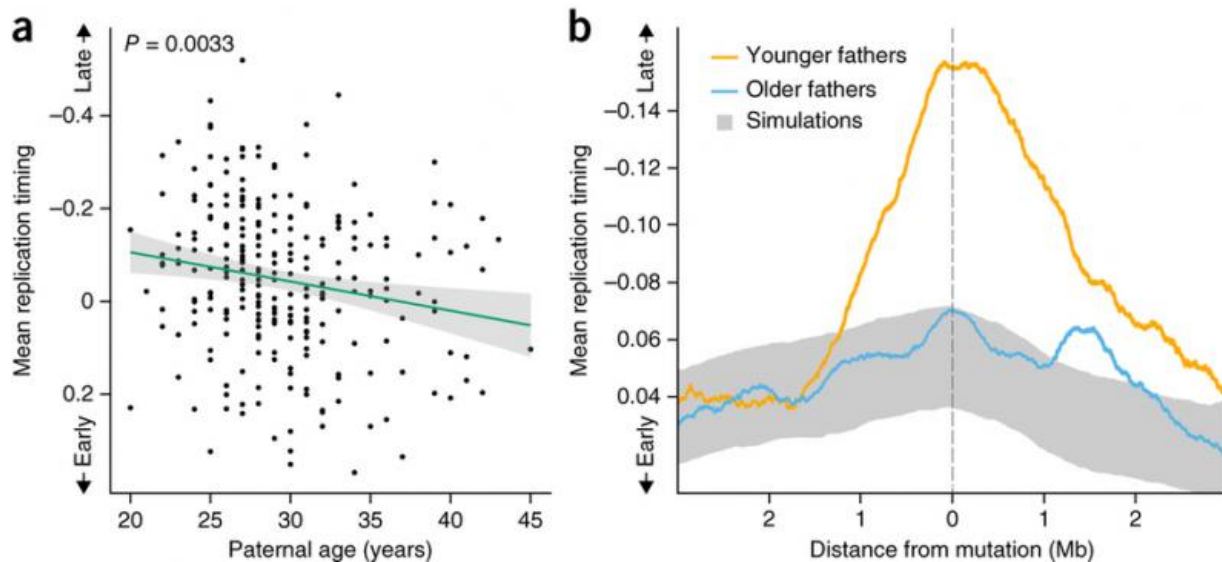 a
P = 0.0033
Late
Mean replication timing
Early
−0.4
−0.2
0
0.2
20 25 30 35 40 45
Paternal age (years)
b
Younger fathers
Older fathers
Simulations
Late
Mean replication timing
Early
−0.14
−0.12
−0.10
−0.08
0.06
0.04
2 1 0 1 2
Distance from mutation (Mb)